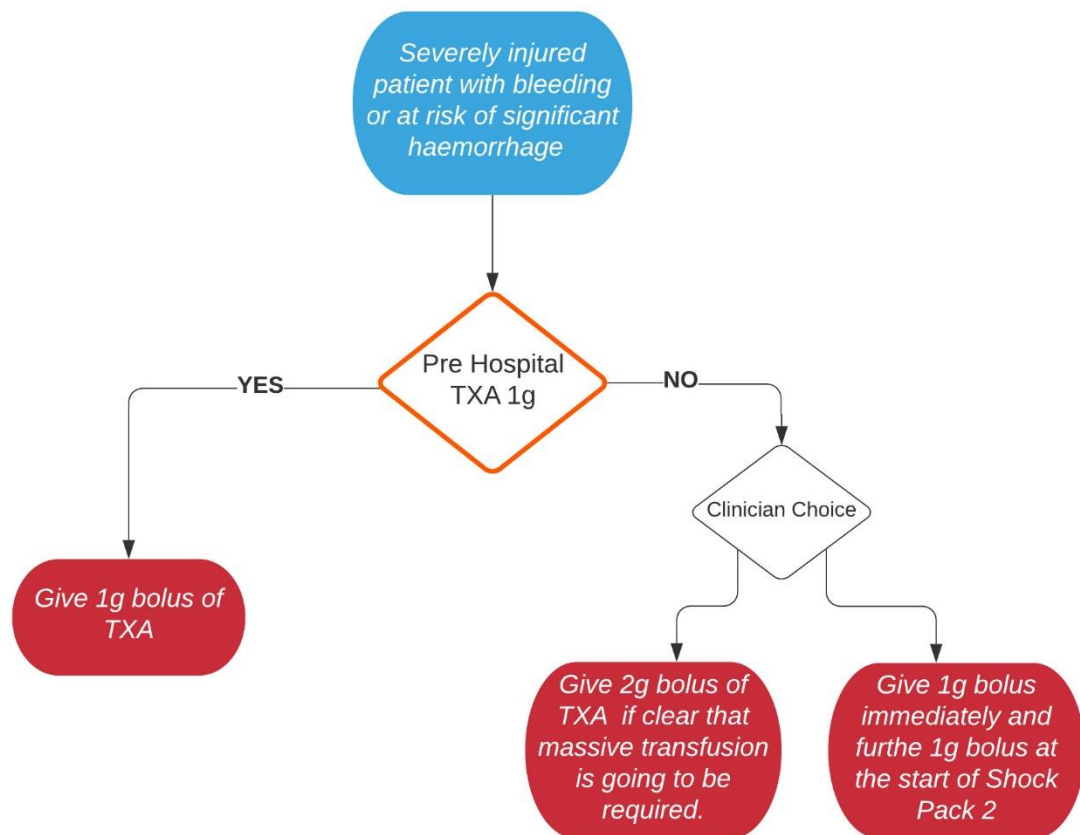 Severely injured
patient with bleeding
or at risk of significant
haemorrhage
Pre Hospital
TXA 1g
YES
NO
Clinician Choice
Give 1g bolus of
TXA
Give 2g bolus of
TXA if clear that
massive transfusion
is going to be
required.
Give 1g bolus
immediately and
furthe 1g bolus at
the start of Shock
Pack 2